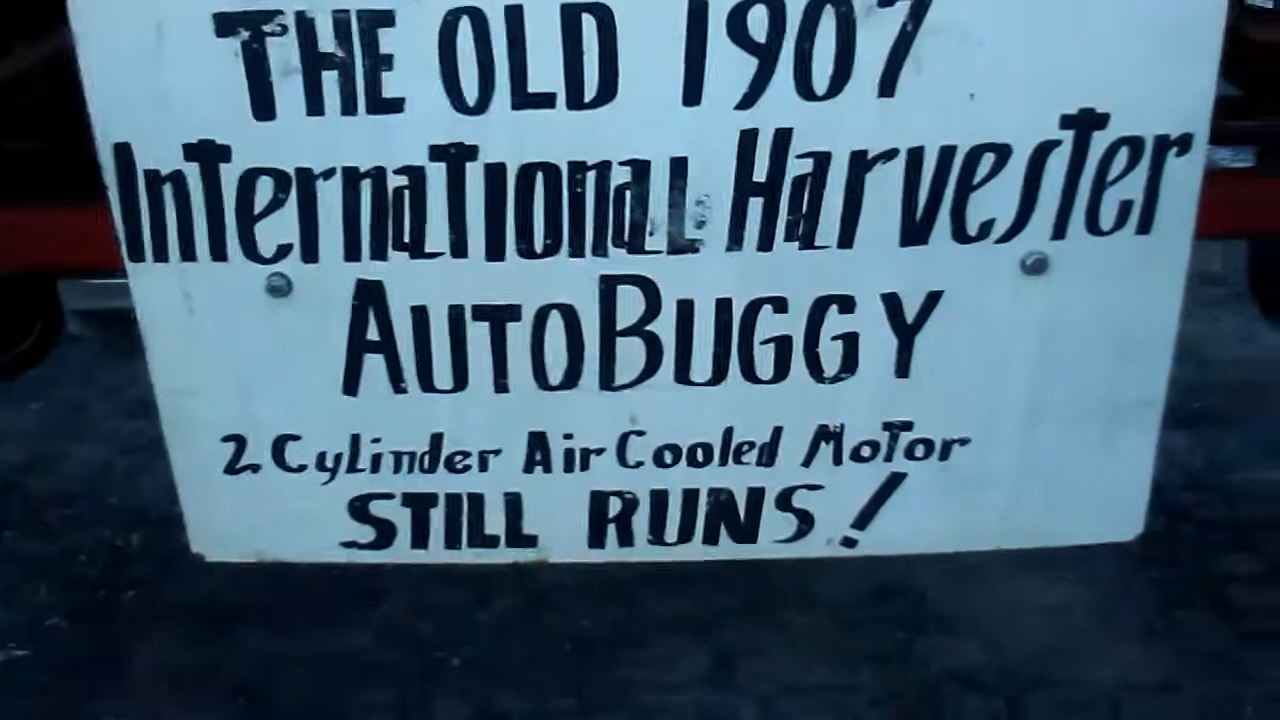 THE OLD 1907
InTernaTional HarvesTer
AUTOBUGGY
2 Cylinder Air Cooled MoTor
STILL RUNS!